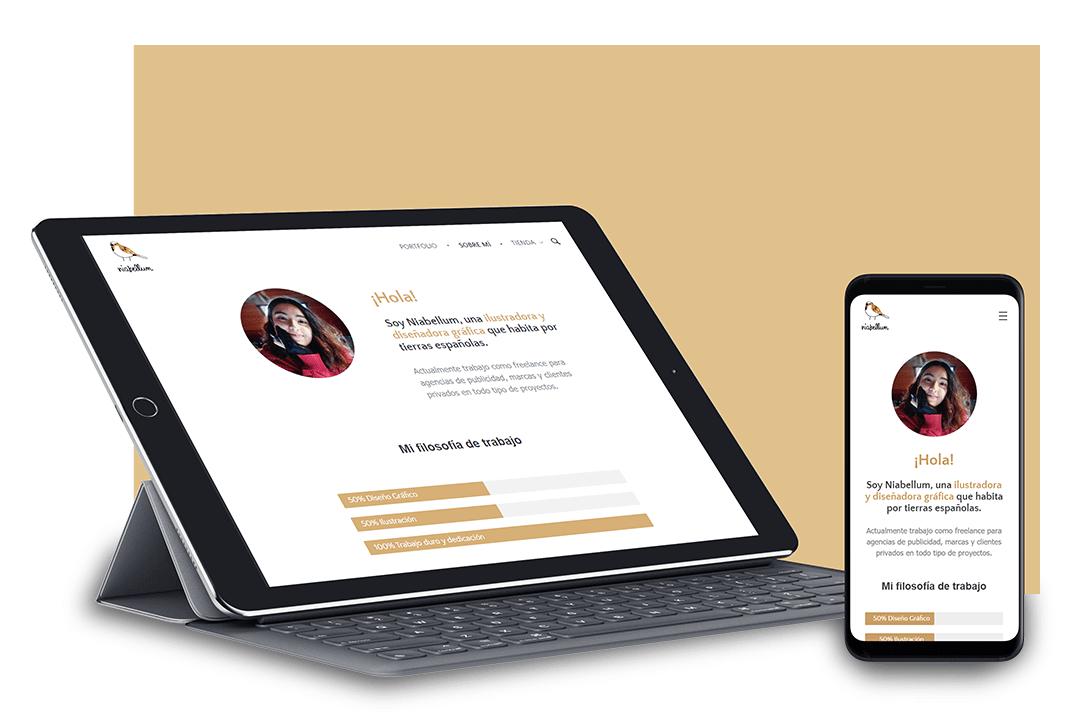 niabellum
PORTFOLIO • SOBRE MÍ • TIENDA
¡Hola!
Soy Niabellum, una ilustradora y
diseñadora gráfica que habita por
tierras españolas.
Actualmente trabajo como freelance para
agencias de publicidad, marcas y clientes
privados en todo tipo de proyectos.
Mi filosofía de trabajo
50% Diseño Gráfico
50% Ilustración
100% Trabajo duro y dedicación
niabellum
¡Hola!
Soy Niabellum, una ilustradora
y diseñadora gráfica que habita
por tierras españolas.
Actualmente trabajo como freelance para
agencias de publicidad, marcas y clientes
privados en todo tipo de proyectos.
Mi filosofía de trabajo
50% Diseño Gráfico
50% Ilustración